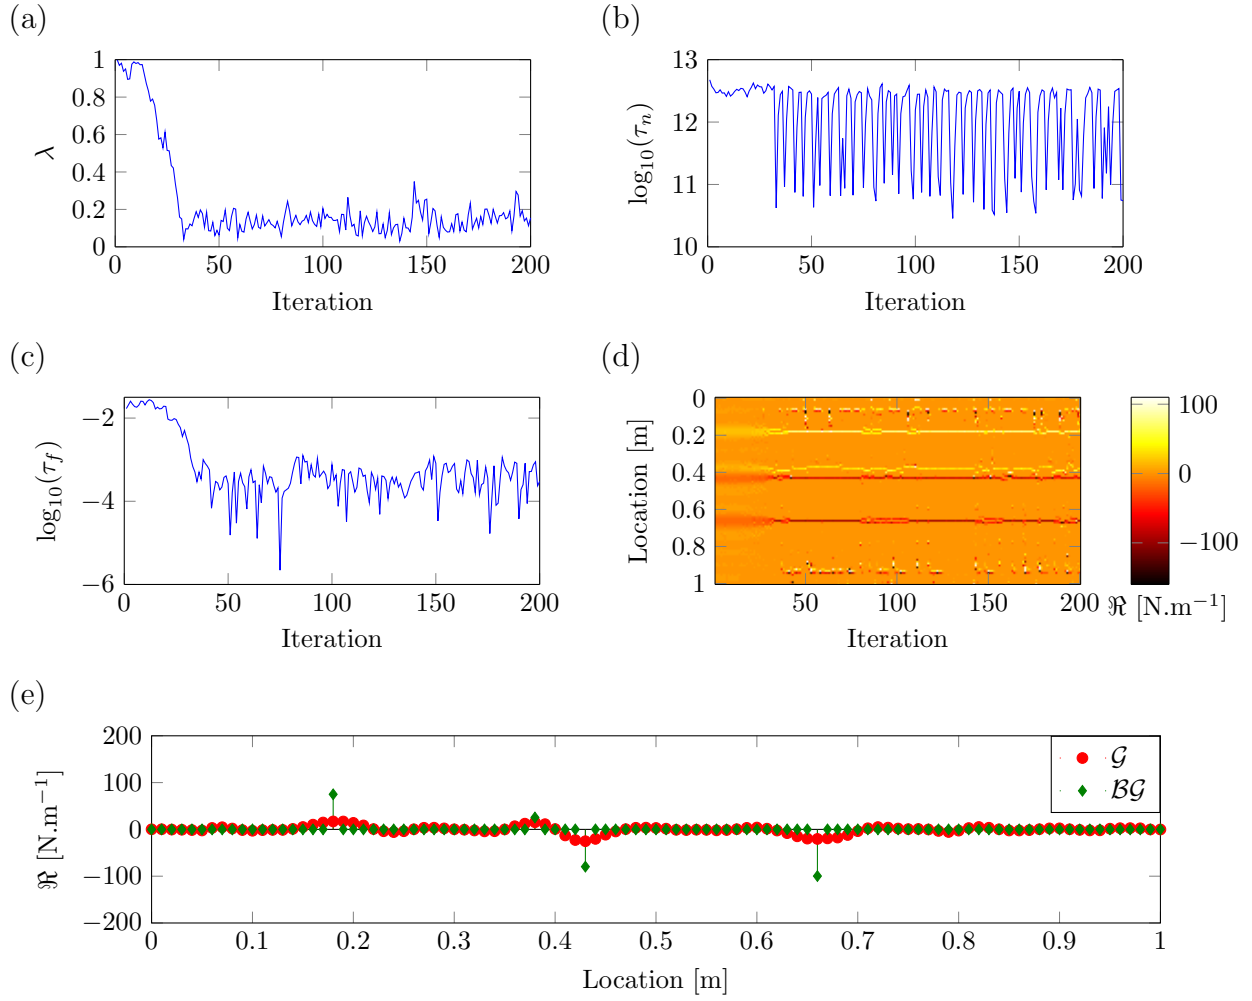 (a)
(b)
1
0.8
0.6
0.4
0.2
0
λ
0 50 100 150 200
Iteration
13
12
11
10
log₁₀(τₙ)
0 50 100 150 200
Iteration
(c)
(d)
−2
−4
−6
log₁₀(τ_f)
0 50 100 150 200
Iteration
0
0.2
0.4
0.6
0.8
1
Location [m]
50 100 150 200
Iteration
100
0
−100
ℜ [N.m⁻¹]
(e)
200
100
0
−100
−200
ℜ [N.m⁻¹]
𝒢
ℬ𝒢
0 0.1 0.2 0.3 0.4 0.5 0.6 0.7 0.8 0.9 1
Location [m]